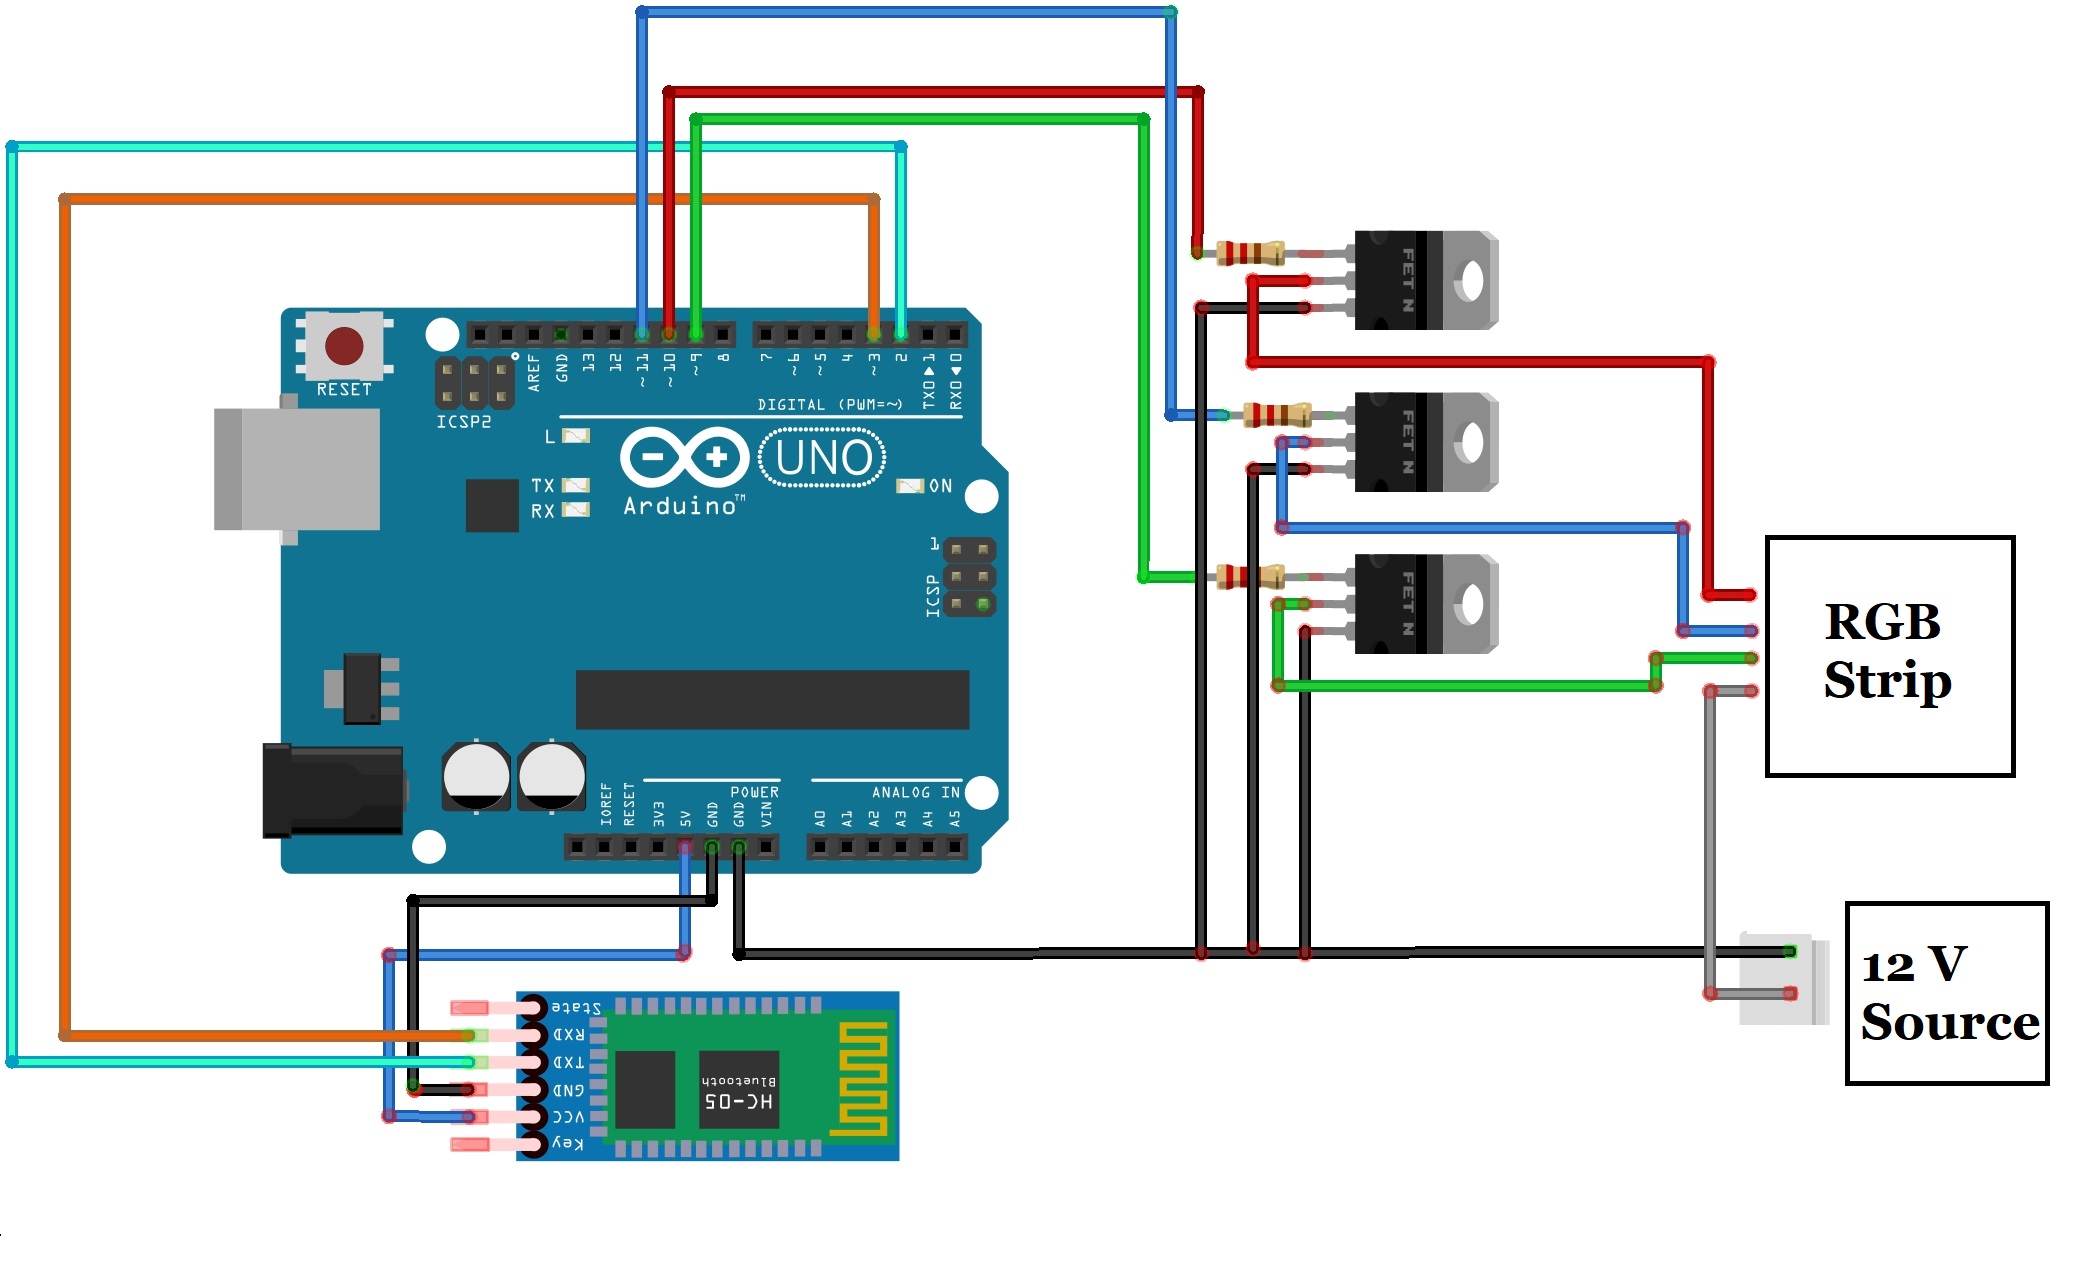 RESET
ICSP2
AREF
GND
13
12
~11
~10
~9
8
7
~6
~5
4
~3
2
TX0▶1
RX0◀0
DIGITAL (PWM=~)
L
TX
RX
UNO
Arduino™
ON
1
ICSP
POWER
ANALOG IN
IOREF
RESET
3V3
5V
GND
GND
VIN
A0
A1
A2
A3
A4
A5
State
RXD
TXD
GND
VCC
Key
HC-05
Bluetooth
FET N
FET N
FET N
RGB
Strip
12 V
Source